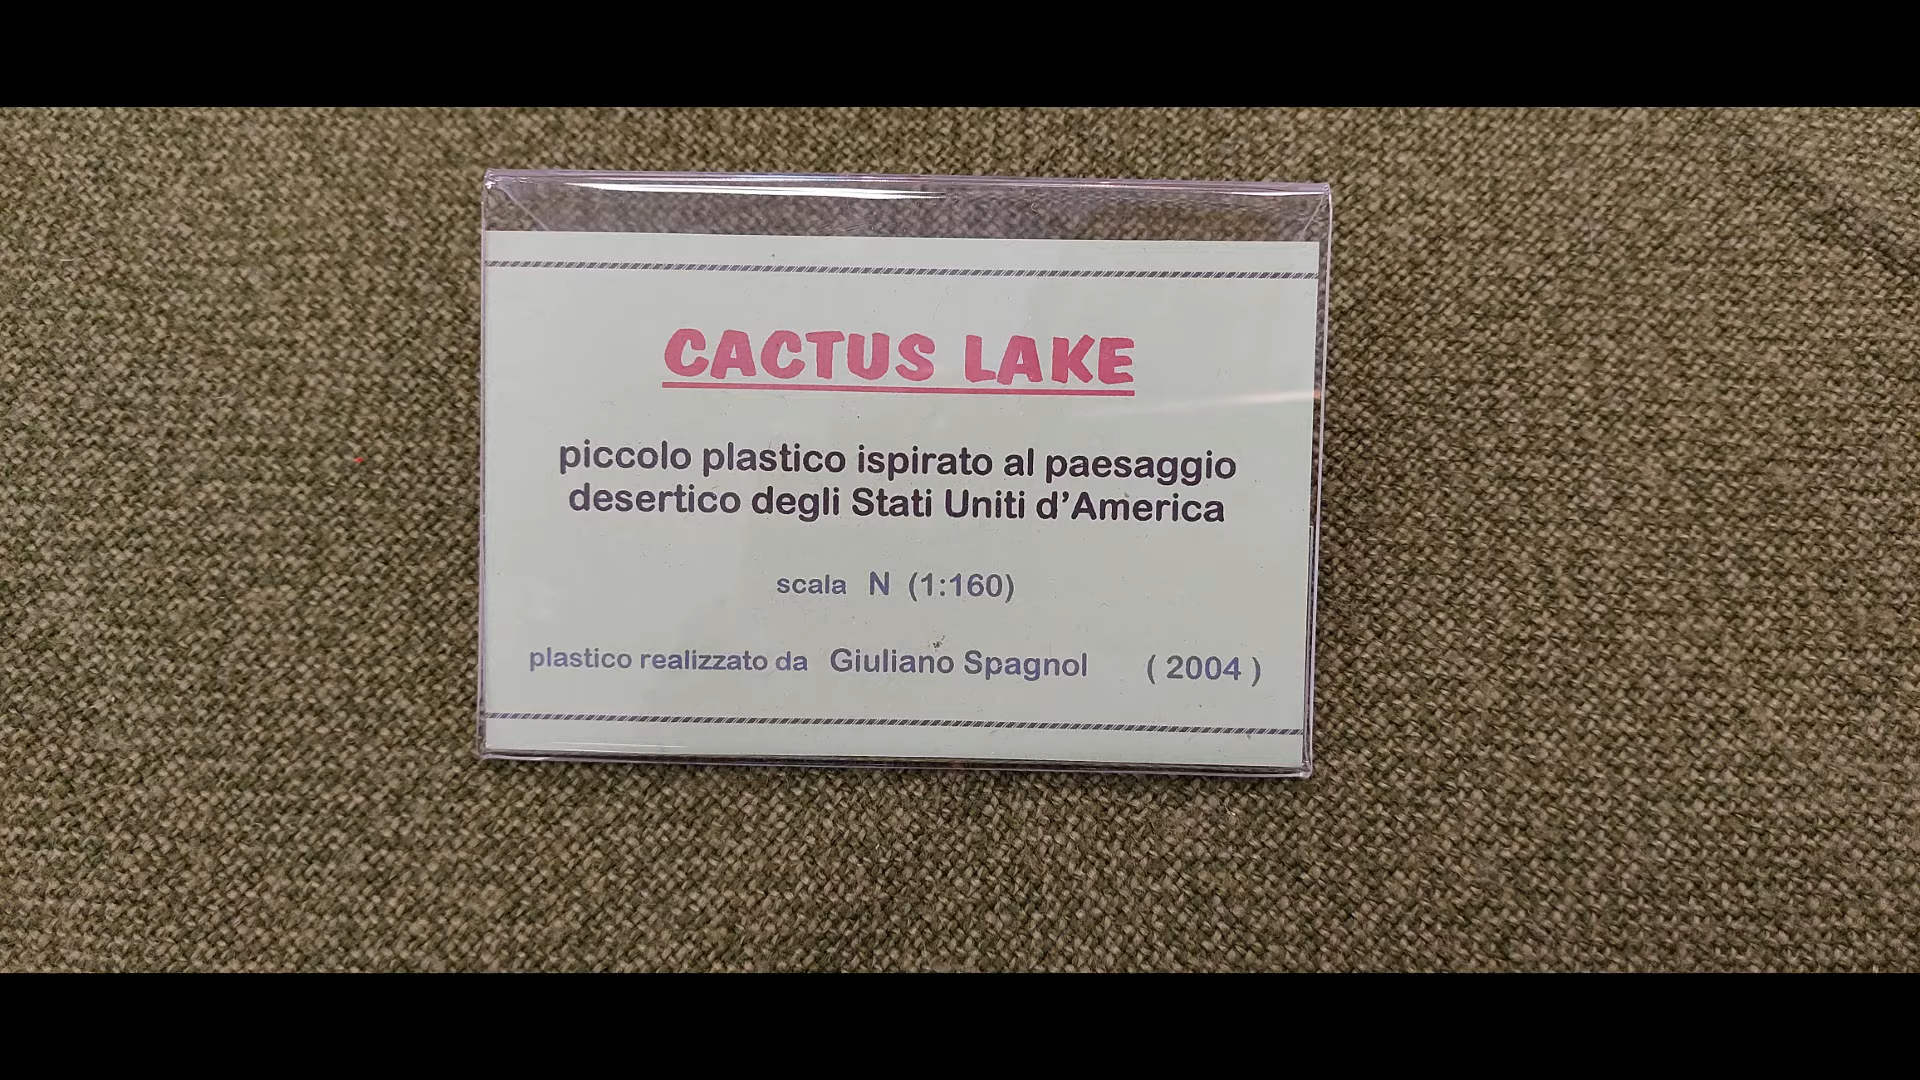 CACTUS LAKE
piccolo plastico ispirato al paesaggio
desertico degli Stati Uniti d’America
scala N (1:160)
plastico realizzato da Giuliano Spagnol ( 2004 )